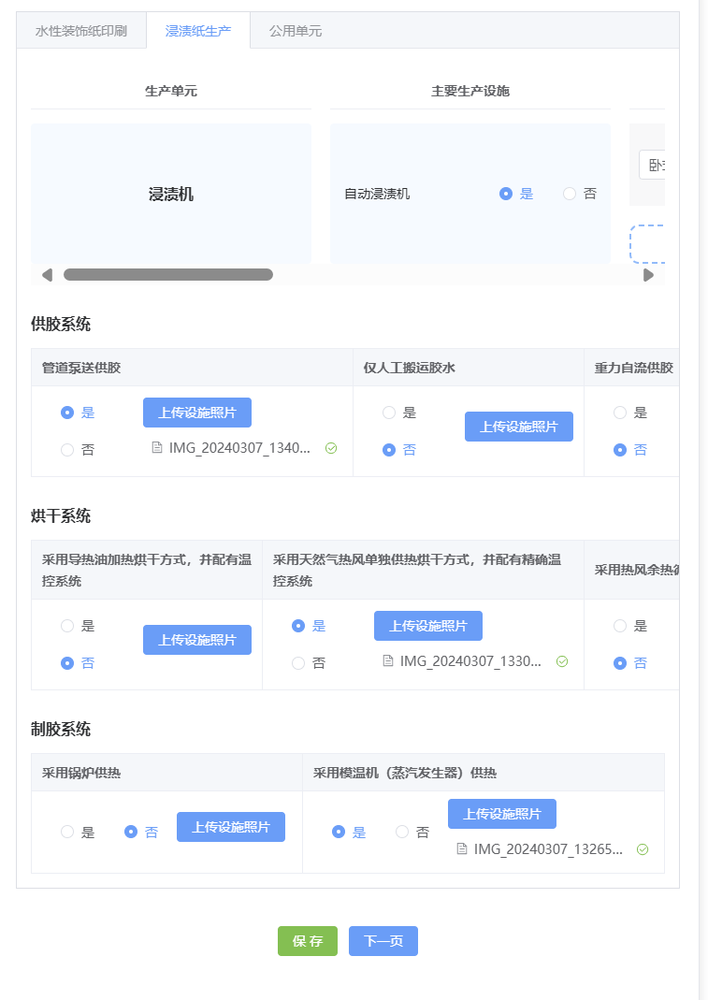 水性装饰纸印刷 浸渍纸生产 公用单元
生产单元 主要生产设施
浸渍机 自动浸渍机 是 否
供胶系统
管道泵送供胶 仅人工搬运胶水 重力自流供胶
是 上传设施照片 是 是
否 IMG_20240307_1340... 否 上传设施照片 否
烘干系统
采用导热油加热烘干方式，并配有温 采用天然气热风单独供热烘干方式，并配有精确温 采用热风余热
控系统 控系统
是 是 上传设施照片 是
否 上传设施照片 否 IMG_20240307_1330... 否
制胶系统
采用锅炉供热 采用模温机（蒸汽发生器）供热
是 否 上传设施照片 是 否 上传设施照片
IMG_20240307_13265...
保 存 下一页